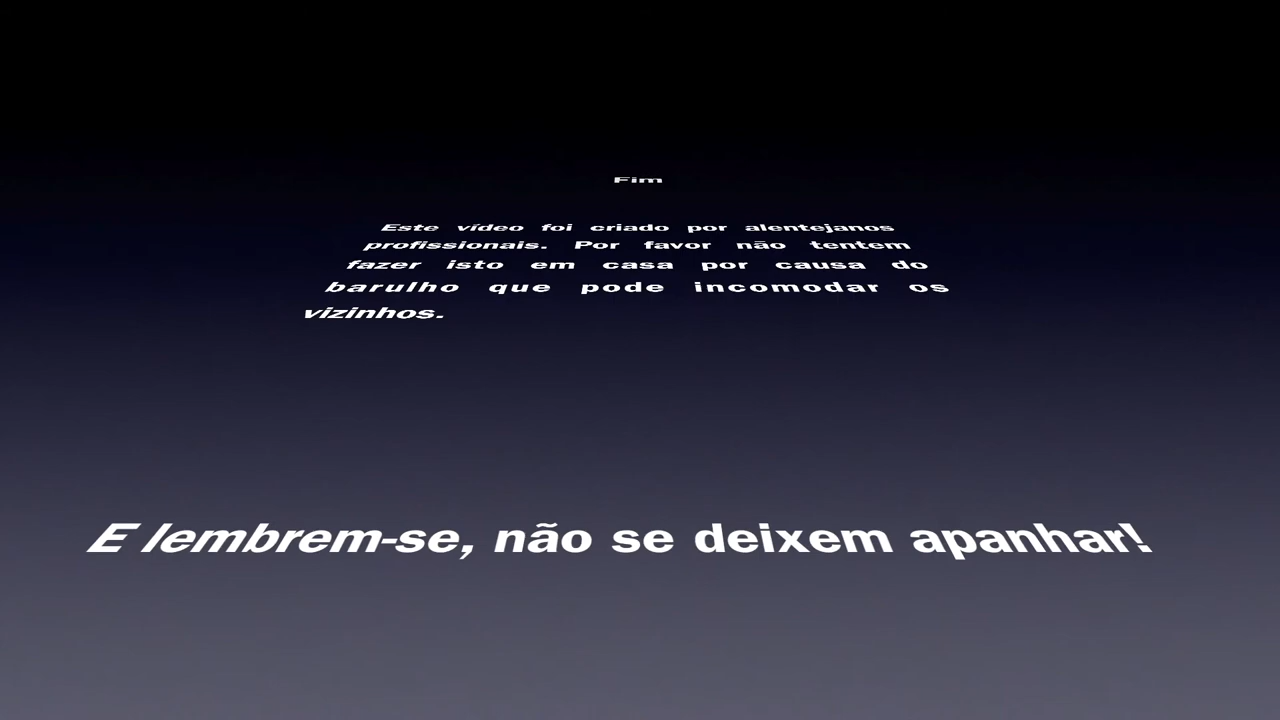 Fim
Este vídeo foi criado por alentejanos
profissionais. Por favor não tentem
fazer isto em casa por causa do
barulho que pode incomodar os
vizinhos.
E lembrem-se, não se deixem apanhar!